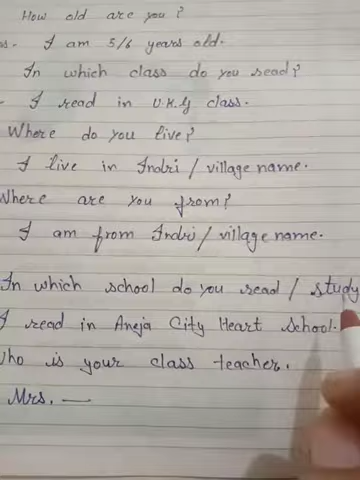 How old are you?
Ans. I am 5/6 years old.
In which class do you read?
I read in U.K.G class.
Where do you live?
I live in Indri / village name.
Where are you from?
I am from Indri / village name.
In which school do you read / study
I read in Aneja City Heart School.
Who is your class teacher.
Mrs. —